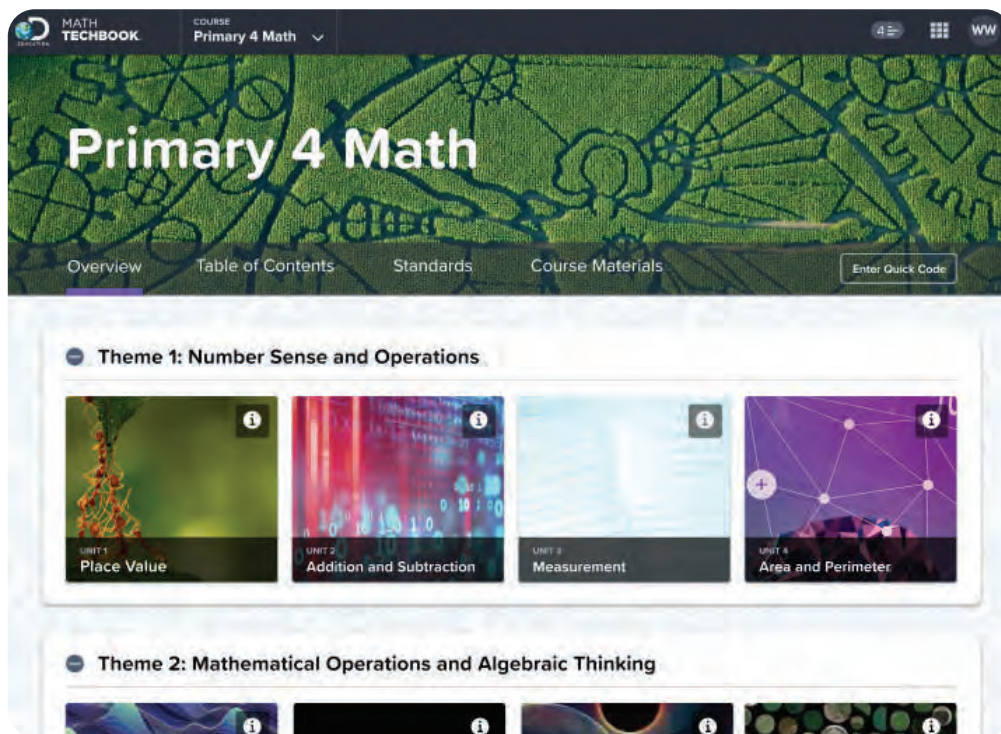 MATH
TECHBOOK
EDUCATION
COURSE
Primary 4 Math
4
WW
Primary 4 Math
Overview
Table of Contents
Standards
Course Materials
Enter Quick Code
Theme 1: Number Sense and Operations
UNIT 1
Place Value
UNIT 2
Addition and Subtraction
UNIT 3
Measurement
UNIT 4
Area and Perimeter
Theme 2: Mathematical Operations and Algebraic Thinking